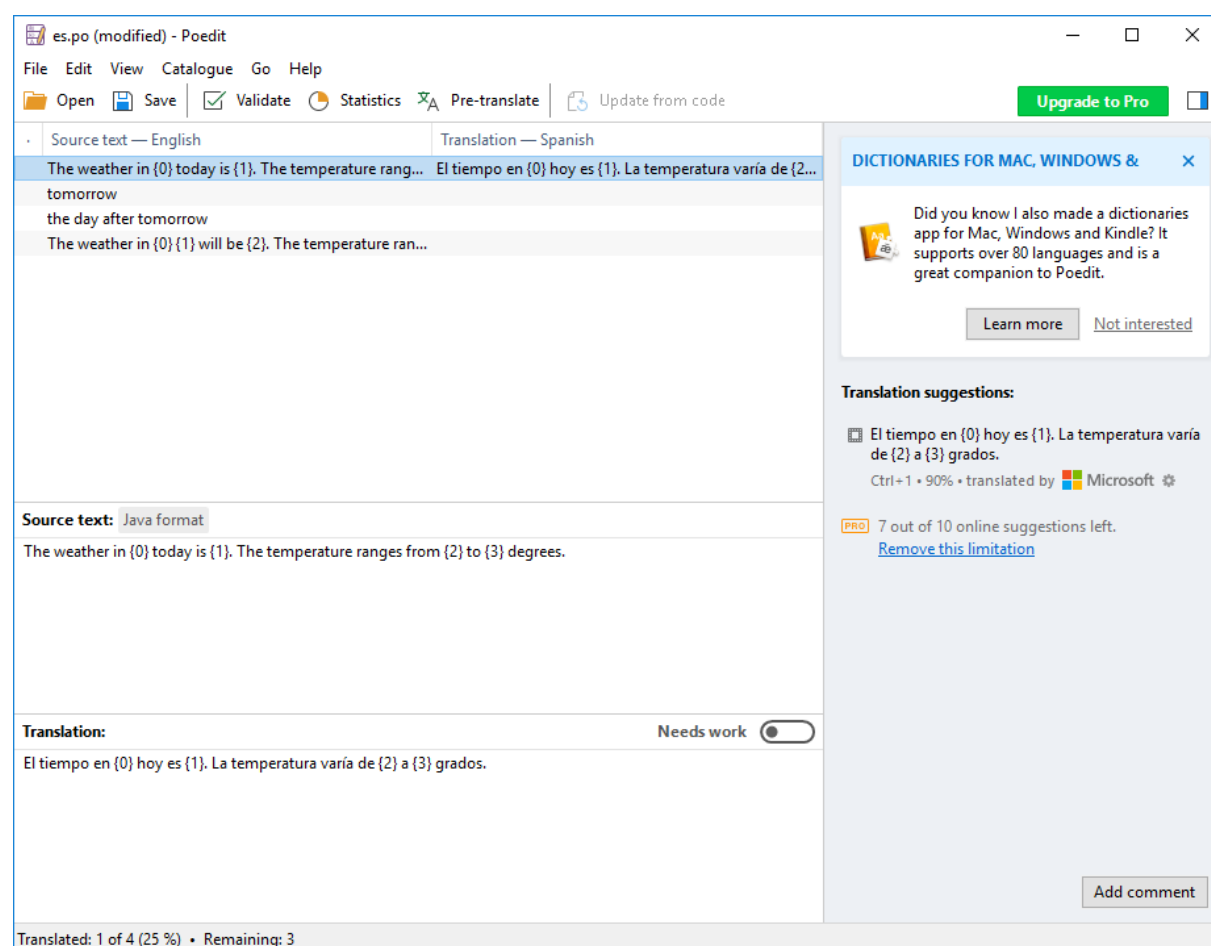 es.po (modified) - Poedit
File Edit View Catalogue Go Help
Open Save Validate Statistics Pre-translate Update from code Upgrade to Pro
Source text — English Translation — Spanish
The weather in {0} today is {1}. The temperature rang... El tiempo en {0} hoy es {1}. La temperatura varía de {2...
tomorrow
the day after tomorrow
The weather in {0} {1} will be {2}. The temperature ran...
Source text: Java format
The weather in {0} today is {1}. The temperature ranges from {2} to {3} degrees.
Translation: Needs work
El tiempo en {0} hoy es {1}. La temperatura varía de {2} a {3} grados.
DICTIONARIES FOR MAC, WINDOWS &
Did you know I also made a dictionaries
app for Mac, Windows and Kindle? It
supports over 80 languages and is a
great companion to Poedit.
Learn more Not interested
Translation suggestions:
El tiempo en {0} hoy es {1}. La temperatura varía
de {2} a {3} grados.
Ctrl+1 • 90% • translated by Microsoft
PRO 7 out of 10 online suggestions left.
Remove this limitation
Add comment
Translated: 1 of 4 (25 %) • Remaining: 3